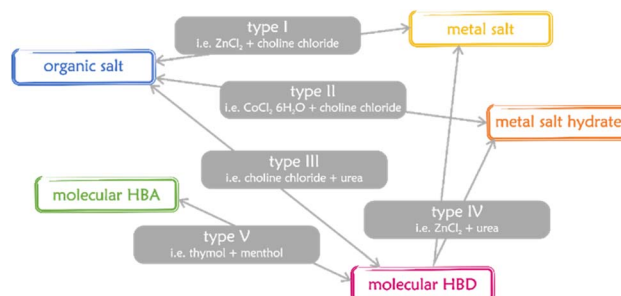 type I
i.e. ZnCl₂ + choline chloride
metal salt
organic salt
type II
i.e. CoCl₂ 6H₂O + choline chloride
metal salt hydrate
type III
i.e. choline chloride + urea
molecular HBA
type IV
i.e. ZnCl₂ + urea
type V
i.e. thymol + menthol
molecular HBD